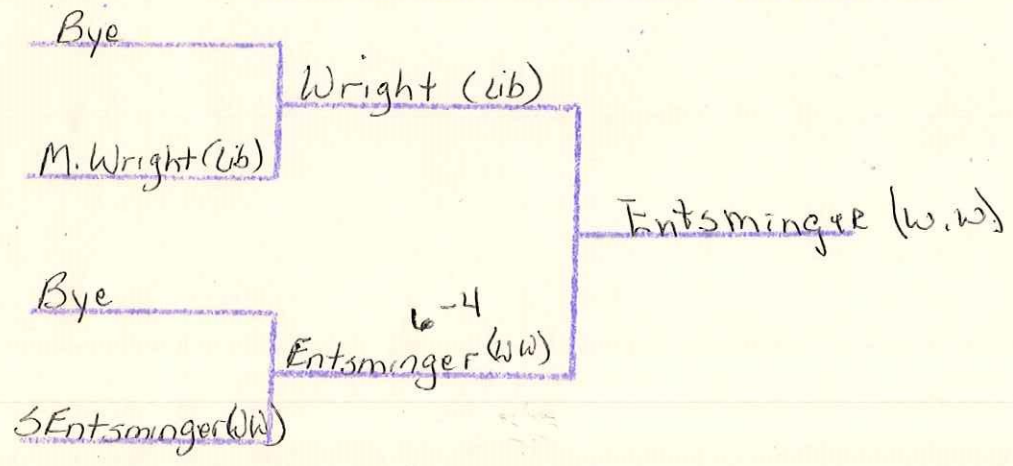 Bye
Wright (Lib)
M. Wright (Lib)
Entsminger (W.W)
Bye
6-4
Entsminger (WW)
S Entsminger (WW)